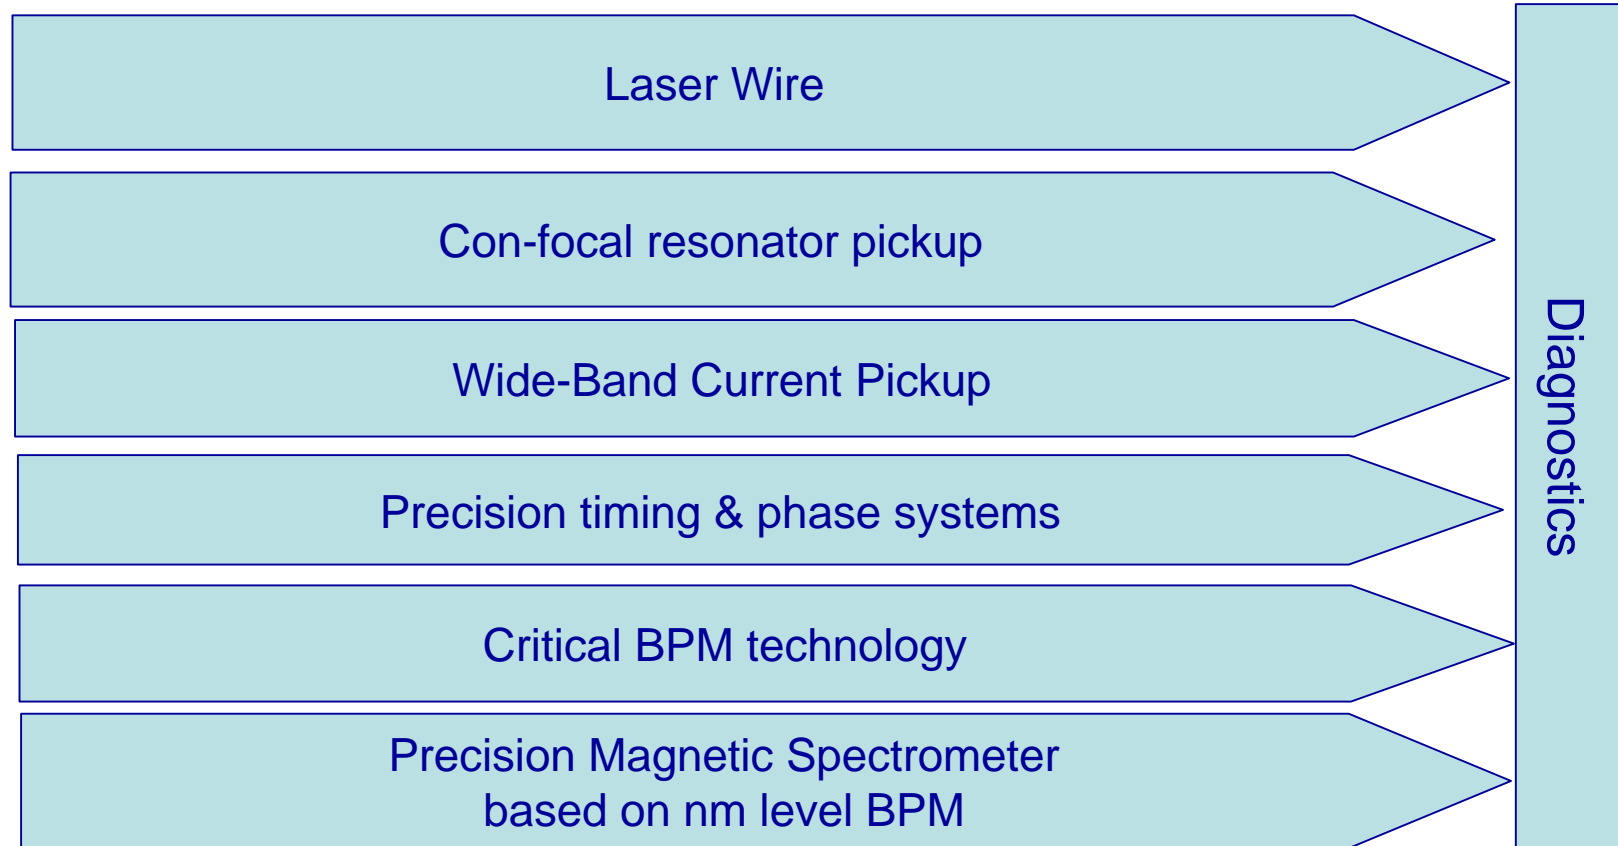 Laser Wire
Con-focal resonator pickup
Wide-Band Current Pickup
Precision timing & phase systems
Critical BPM technology
Precision Magnetic Spectrometer
based on nm level BPM
Diagnostics